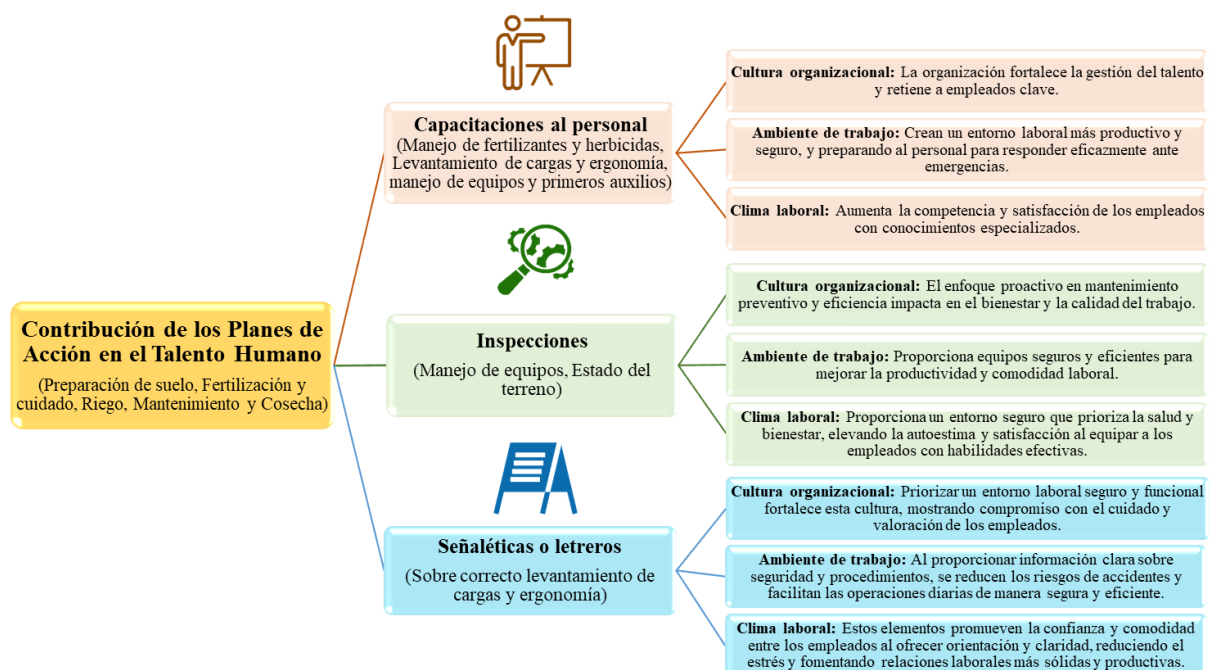 Contribución de los Planes de
Acción en el Talento Humano
(Preparación de suelo, Fertilización y
cuidado, Riego, Mantenimiento y Cosecha)
Capacitaciones al personal
(Manejo de fertilizantes y herbicidas,
Levantamiento de cargas y ergonomía,
manejo de equipos y primeros auxilios)
Cultura organizacional: La organización fortalece la gestión del talento
y retiene a empleados clave.
Ambiente de trabajo: Crean un entorno laboral más productivo y
seguro, y preparando al personal para responder eficazmente ante
emergencias.
Clima laboral: Aumenta la competencia y satisfacción de los empleados
con conocimientos especializados.
Inspecciones
(Manejo de equipos, Estado del
terreno)
Cultura organizacional: El enfoque proactivo en mantenimiento
preventivo y eficiencia impacta en el bienestar y la calidad del trabajo.
Ambiente de trabajo: Proporciona equipos seguros y eficientes para
mejorar la productividad y comodidad laboral.
Clima laboral: Proporciona un entorno seguro que prioriza la salud y
bienestar, elevando la autoestima y satisfacción al equipar a los
empleados con habilidades efectivas.
Señaléticas o letreros
(Sobre correcto levantamiento de
cargas y ergonomía)
Cultura organizacional: Priorizar un entorno laboral seguro y funcional
fortalece esta cultura, mostrando compromiso con el cuidado y
valoración de los empleados.
Ambiente de trabajo: Al proporcionar información clara sobre
seguridad y procedimientos, se reducen los riesgos de accidentes y
facilitan las operaciones diarias de manera segura y eficiente.
Clima laboral: Estos elementos promueven la confianza y comodidad
entre los empleados al ofrecer orientación y claridad, reduciendo el
estrés y fomentando relaciones laborales más sólidas y productivas.